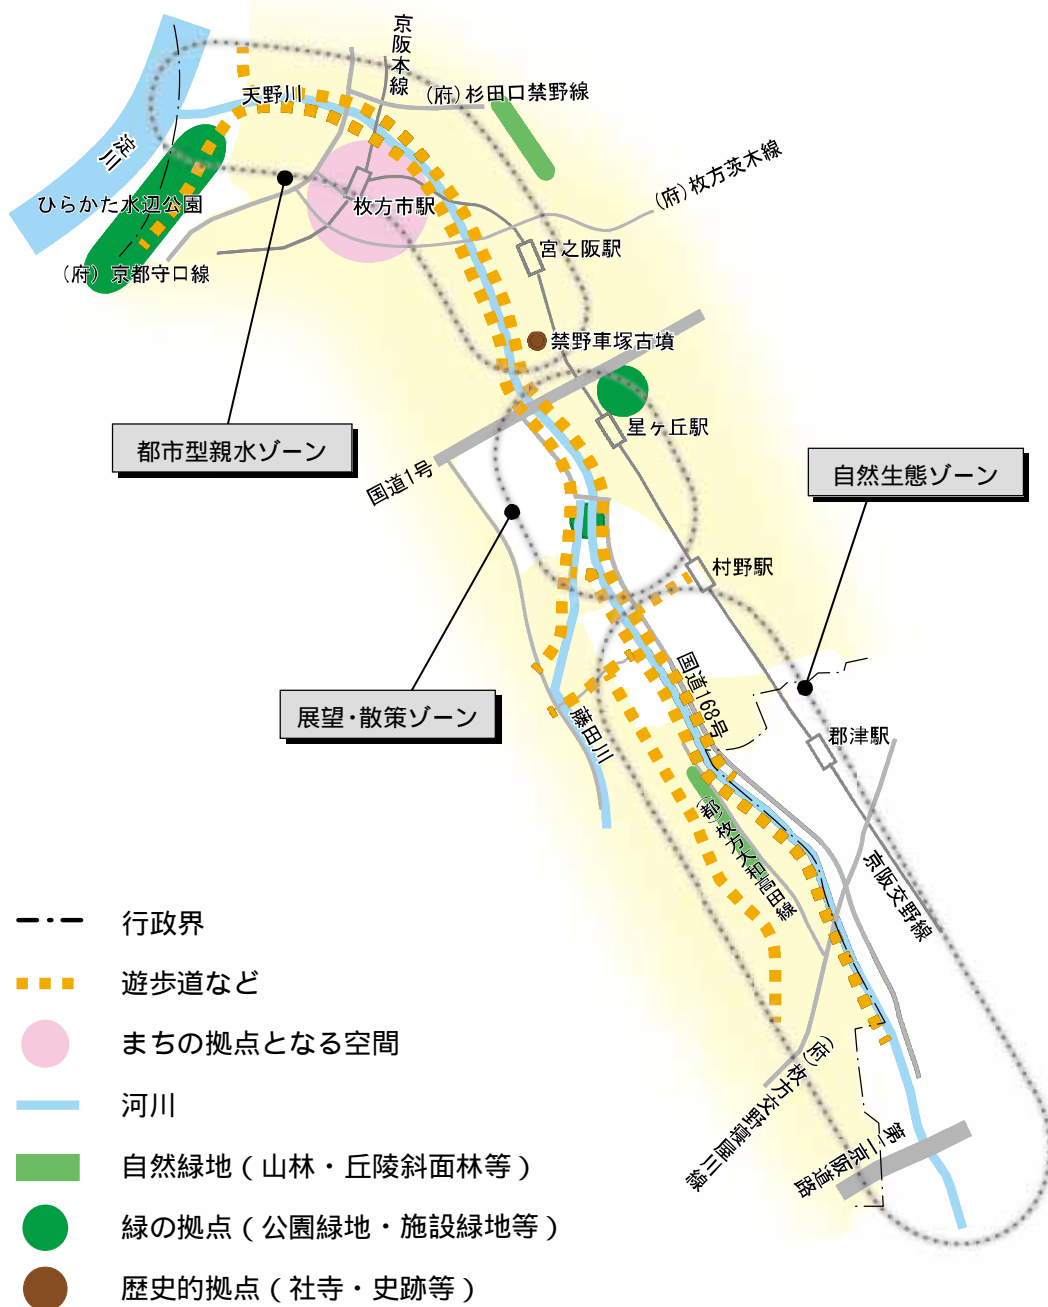 京阪本線
(府)杉田口禁野線
天野川
淀川
(府)枚方茨木線
ひらかた水辺公園
枚方市駅
宮之阪駅
(府)京都守口線
禁野車塚古墳
星ヶ丘駅
都市型親水ゾーン
国道1号
自然生態ゾーン
村野駅
国道168号
展望・散策ゾーン
藤田川
郡津駅
(都)枚方大和高田線
京阪交野線
行政界
遊歩道など
まちの拠点となる空間
(府)枚方交野寝屋川線
河川
第二京阪道路
自然緑地(山林・丘陵斜面林等)
緑の拠点(公園緑地・施設緑地等)
歴史的拠点(社寺・史跡等)